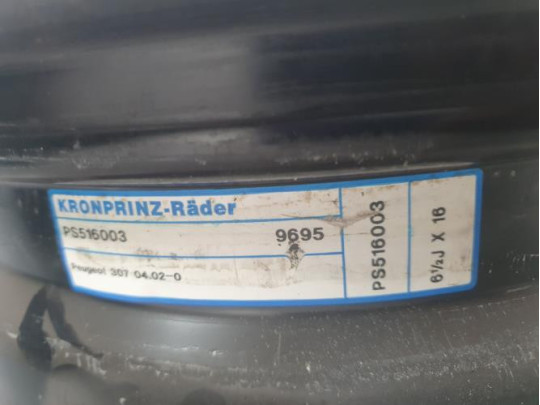 KRONPRINZ-Räder
PS516003 9695
Peugeot 307 04.02-0
PS516003
6½J X 16